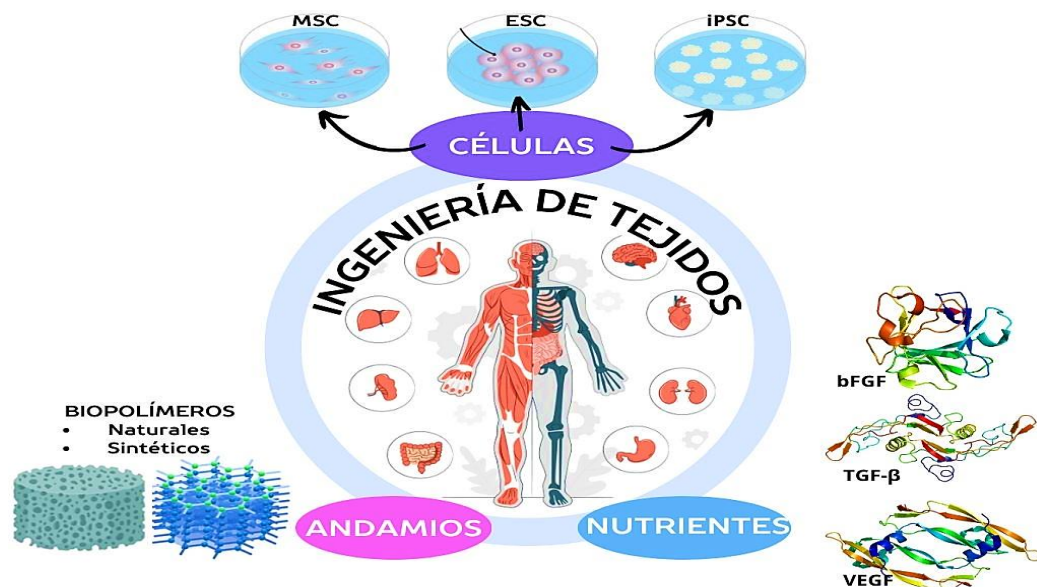 MSC
ESC
iPSC
CÉLULAS
INGENIERÍA DE TEJIDOS
bFGF
BIOPOLÍMEROS
• Naturales
• Sintéticos
TGF-β
ANDAMIOS
NUTRIENTES
VEGF